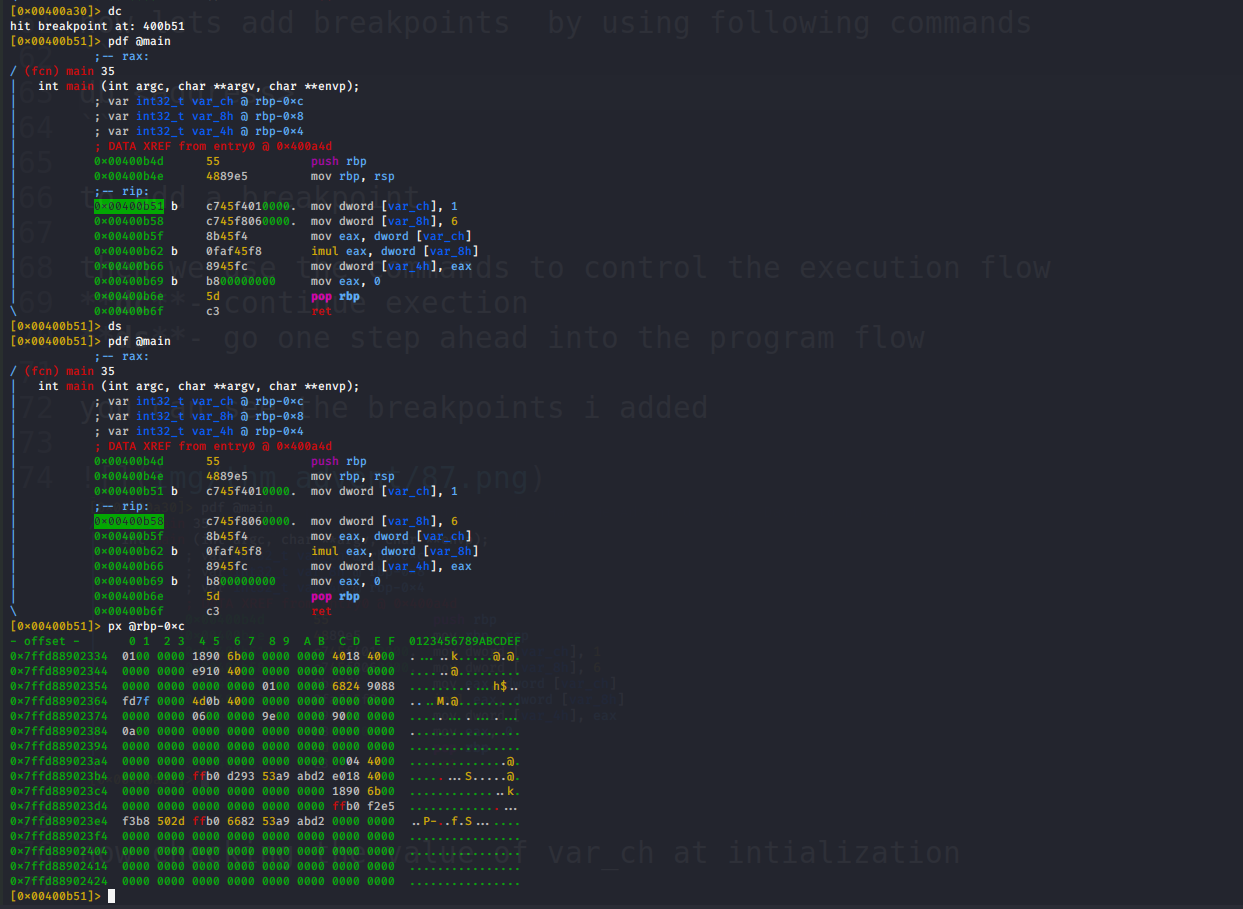 [0×00400a30]> dc
hit breakpoint at: 400b51
[0×00400b51]> pdf @main
;-- rax:
/ (fcn) main 35
| int main (int argc, char **argv, char **envp);
| ; var int32_t var_ch @ rbp-0×c
| ; var int32_t var_8h @ rbp-0×8
| ; var int32_t var_4h @ rbp-0×4
| ; DATA XREF from entry0 @ 0×400a4d
| 0×00400b4d 55 push rbp
| 0×00400b4e 4889e5 mov rbp, rsp
| ;-- rip:
| 0×00400b51 b c745f4010000. mov dword [var_ch], 1
| 0×00400b58 c745f8060000. mov dword [var_8h], 6
| 0×00400b5f 8b45f4 mov eax, dword [var_ch]
| 0×00400b62 b 0faf45f8 imul eax, dword [var_8h]
| 0×00400b66 8945fc mov dword [var_4h], eax
| 0×00400b69 b b800000000 mov eax, 0
| 0×00400b6e 5d pop rbp
\ 0×00400b6f c3 ret
[0×00400b51]> ds
[0×00400b51]> pdf @main
;-- rax:
/ (fcn) main 35
| int main (int argc, char **argv, char **envp);
| ; var int32_t var_ch @ rbp-0×c
| ; var int32_t var_8h @ rbp-0×8
| ; var int32_t var_4h @ rbp-0×4
| ; DATA XREF from entry0 @ 0×400a4d
| 0×00400b4d 55 push rbp
| 0×00400b4e 4889e5 mov rbp, rsp
| 0×00400b51 b c745f4010000. mov dword [var_ch], 1
| ;-- rip:
| 0×00400b58 c745f8060000. mov dword [var_8h], 6
| 0×00400b5f 8b45f4 mov eax, dword [var_ch]
| 0×00400b62 b 0faf45f8 imul eax, dword [var_8h]
| 0×00400b66 8945fc mov dword [var_4h], eax
| 0×00400b69 b b800000000 mov eax, 0
| 0×00400b6e 5d pop rbp
\ 0×00400b6f c3 ret
[0×00400b51]> px @rbp-0×c
- offset - 0 1 2 3 4 5 6 7 8 9 A B C D E F 0123456789ABCDEF
0×7ffd88902334 0100 0000 1890 6b00 0000 0000 4018 4000 ......k.....@.@.
0×7ffd88902344 0000 0000 e910 4000 0000 0000 0000 0000 ......@.........
0×7ffd88902354 0000 0000 0000 0000 0100 0000 6824 9088 ............h$..
0×7ffd88902364 fd7f 0000 4d0b 4000 0000 0000 0000 0000 ....M.@.........
0×7ffd88902374 0000 0000 0600 0000 9e00 0000 9000 0000 ................
0×7ffd88902384 0a00 0000 0000 0000 0000 0000 0000 0000 ................
0×7ffd88902394 0000 0000 0000 0000 0000 0000 0000 0000 ................
0×7ffd889023a4 0000 0000 0000 0000 0000 0000 0004 4000 ..............@.
0×7ffd889023b4 0000 0000 ffb0 d293 53a9 abd2 e018 4000 ........S.....@.
0×7ffd889023c4 0000 0000 0000 0000 0000 0000 1890 6b00 ..............k.
0×7ffd889023d4 0000 0000 0000 0000 0000 0000 ffb0 f2e5 ................
0×7ffd889023e4 f3b8 502d ffb0 6682 53a9 abd2 0000 0000 ..P-..f.S.......
0×7ffd889023f4 0000 0000 0000 0000 0000 0000 0000 0000 ................
0×7ffd88902404 0000 0000 0000 0000 0000 0000 0000 0000 ................
0×7ffd88902414 0000 0000 0000 0000 0000 0000 0000 0000 ................
0×7ffd88902424 0000 0000 0000 0000 0000 0000 0000 0000 ................
[0×00400b51]>